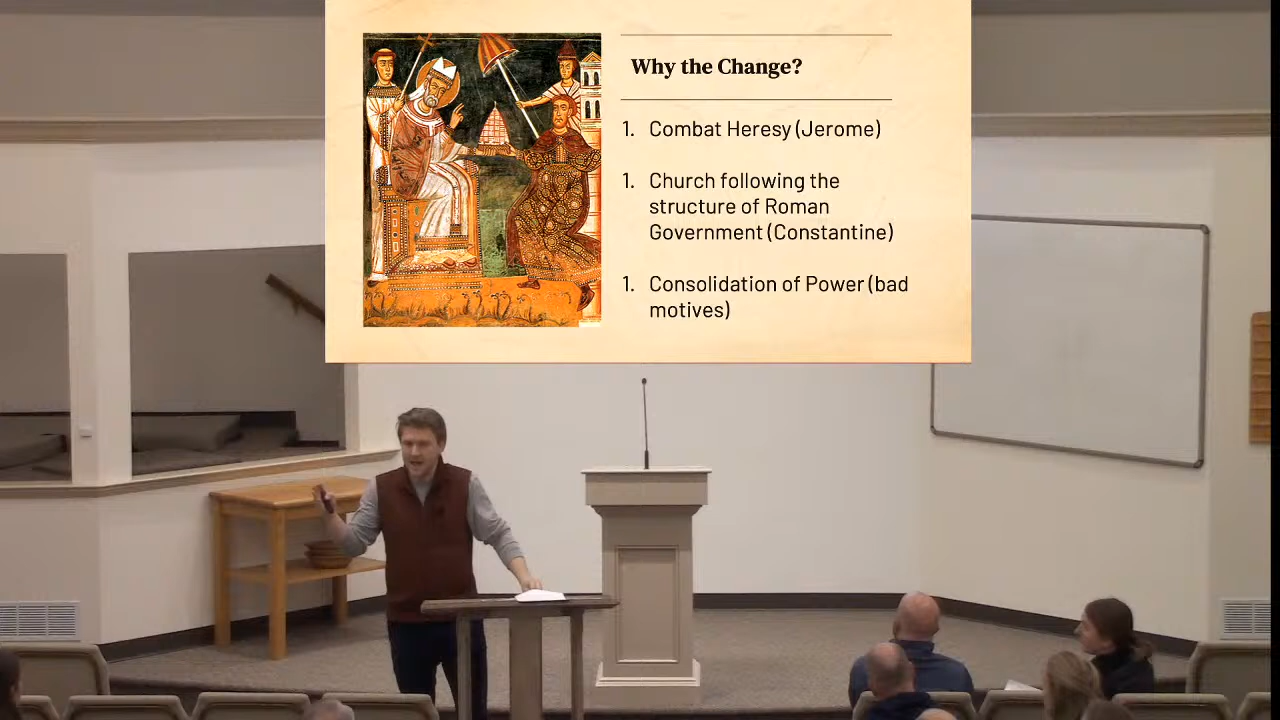 Why the Change?
1. Combat Heresy (Jerome)
1. Church following the
structure of Roman
Government (Constantine)
1. Consolidation of Power (bad
motives)